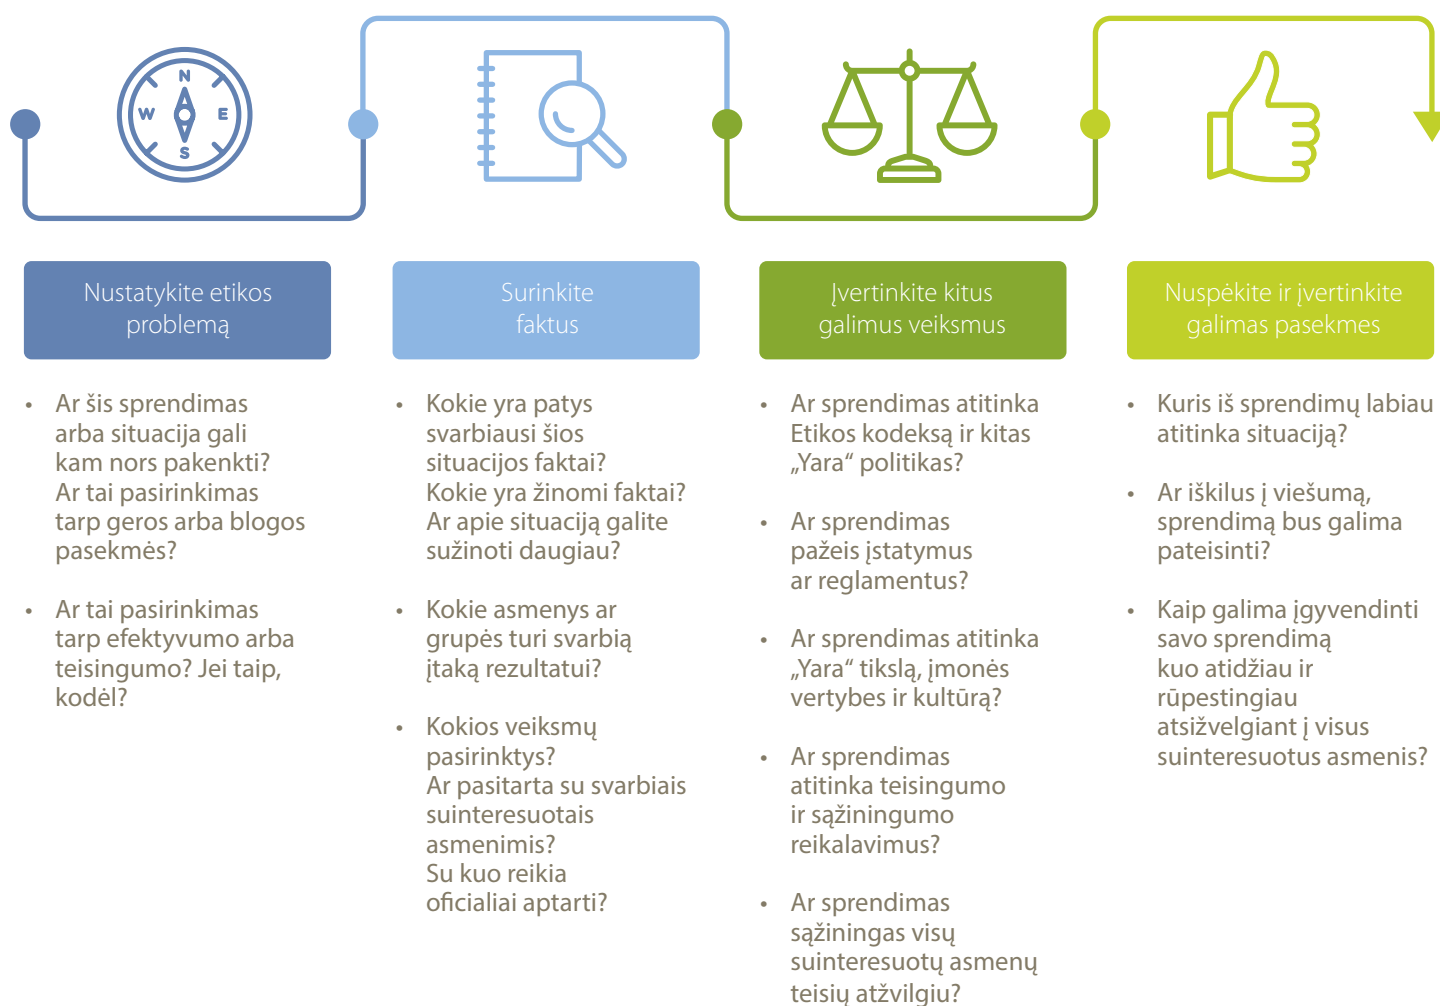 N
W
E
S
Nustatykite etikos
problemą
Ar šis sprendimas
arba situacija gali
kam nors pakenkti?
Ar tai pasirinkimas
tarp geros arba blogos
pasekmės?
Ar tai pasirinkimas
tarp efektyvumo arba
teisingumo? Jei taip,
kodėl?
Surinkite
faktus
Kokie yra patys
svarbiausi šios
situacijos faktai?
Kokie yra žinomi faktai?
Ar apie situaciją galite
sužinoti daugiau?
Kokie asmenys ar
grupės turi svarbią
įtaką rezultatui?
Kokios veiksmų
pasirinktys?
Ar pasitarta su svarbiais
suinteresuotais
asmenimis?
Su kuo reikia
oficialiai aptarti?
Įvertinkite kitus
galimus veiksmus
Ar sprendimas atitinka
Etikos kodeksą ir kitas
„Yara“ politikas?
Ar sprendimas
pažeis įstatymus
ar reglamentus?
Ar sprendimas atitinka
„Yara“ tikslą, įmonės
vertybes ir kultūrą?
Ar sprendimas
atitinka teisingumo
ir sąžiningumo
reikalavimus?
Ar sprendimas
sąžiningas visų
suinteresuotų asmenų
teisių atžvilgiu?
Nuspėkite ir įvertinkite
galimas pasekmes
Kuris iš sprendimų labiau
atitinka situaciją?
Ar iškilus į viešumą,
sprendimą bus galima
pateisinti?
Kaip galima įgyvendinti
savo sprendimą
kuo atidžiau ir
rūpestingiau
atsižvelgiant į visus
suinteresuotus asmenis?